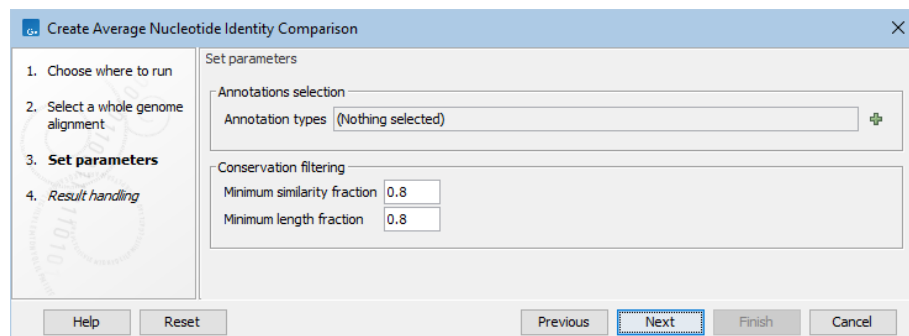 Create Average Nucleotide Identity Comparison
1. Choose where to run
2. Select a whole genome
alignment
3. Set parameters
4. Result handling
Set parameters
Annotations selection
Annotation types (Nothing selected)
Conservation filtering
Minimum similarity fraction 0.8
Minimum length fraction 0.8
Help Reset Previous Next Finish Cancel